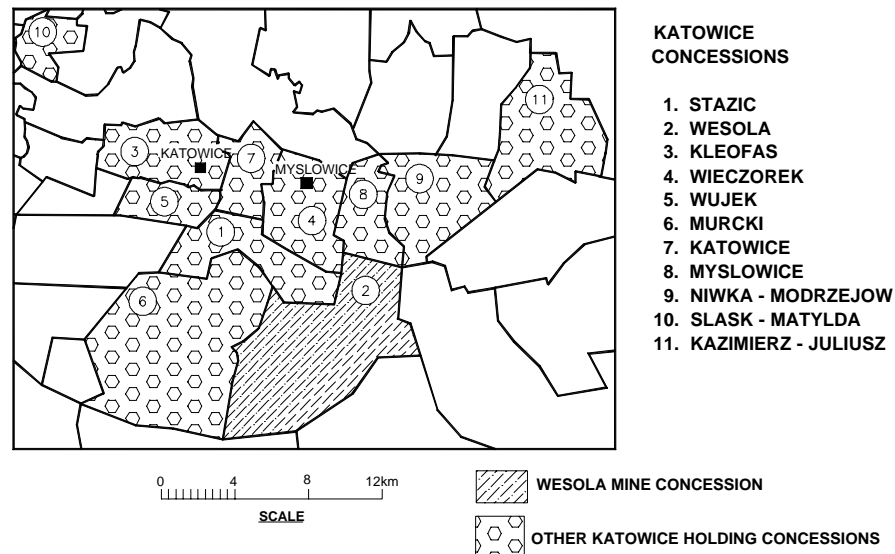 10
11
3
KATOWICE
7
MYSLOWICE
9
8
5
4
1
2
6
KATOWICE
CONCESSIONS
1. STAZIC
2. WESOLA
3. KLEOFAS
4. WIECZOREK
5. WUJEK
6. MURCKI
7. KATOWICE
8. MYSLOWICE
9. NIWKA - MODRZEJOW
10. SLASK - MATYLDA
11. KAZIMIERZ - JULIUSZ
0 4 8 12km
SCALE
WESOLA MINE CONCESSION
OTHER KATOWICE HOLDING CONCESSIONS